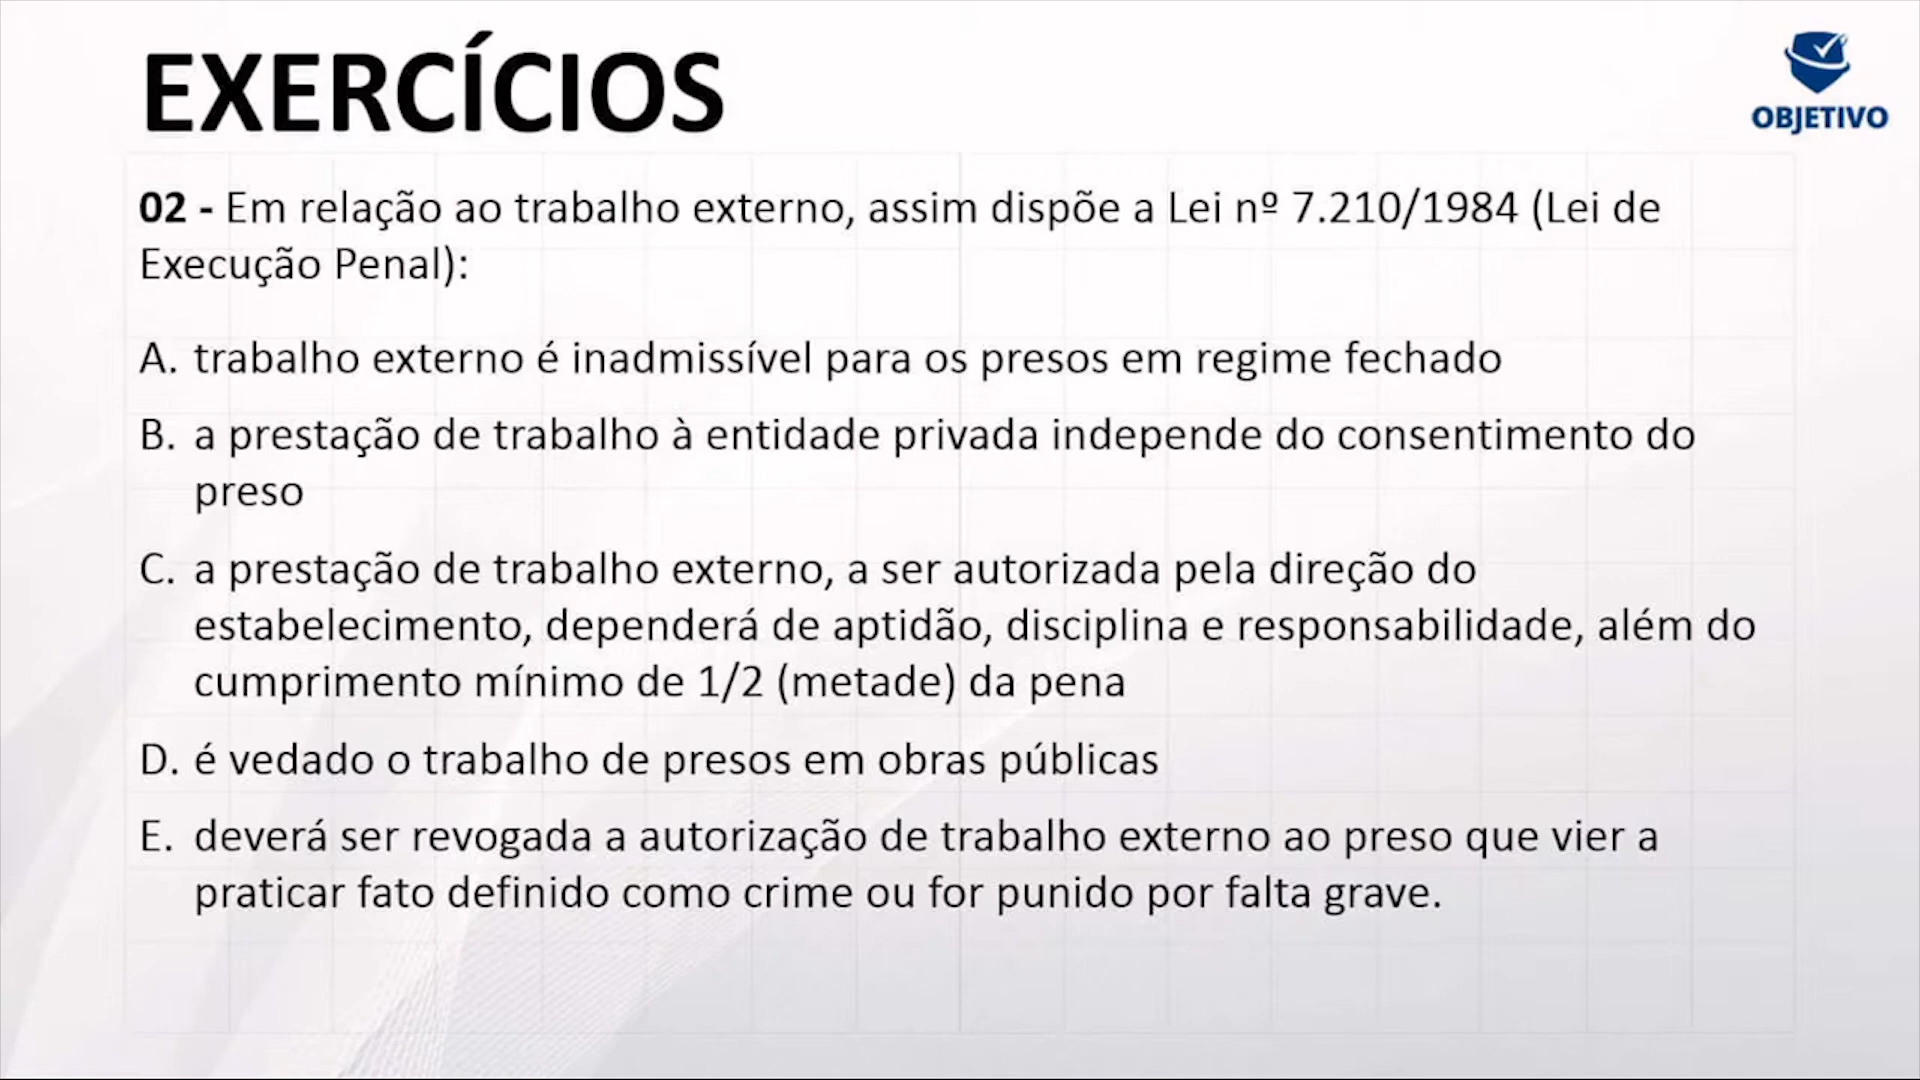 EXERCÍCIOS
OBJETIVO
02 - Em relação ao trabalho externo, assim dispõe a Lei nº 7.210/1984 (Lei de
Execução Penal):
A. trabalho externo é inadmissível para os presos em regime fechado
B. a prestação de trabalho à entidade privada independe do consentimento do
preso
C. a prestação de trabalho externo, a ser autorizada pela direção do
estabelecimento, dependerá de aptidão, disciplina e responsabilidade, além do
cumprimento mínimo de 1/2 (metade) da pena
D. é vedado o trabalho de presos em obras públicas
E. deverá ser revogada a autorização de trabalho externo ao preso que vier a
praticar fato definido como crime ou for punido por falta grave.